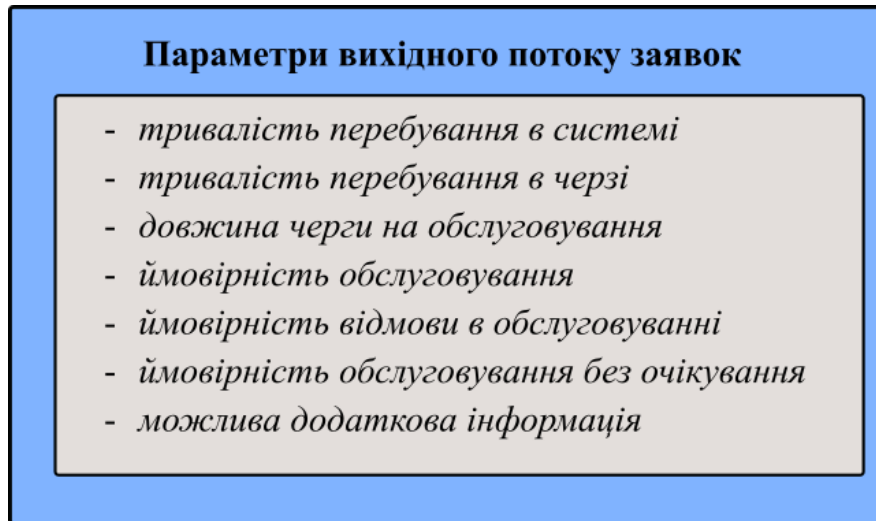 Параметри вихідного потоку заявок
- тривалість перебування в системі
- тривалість перебування в черзі
- довжина черги на обслуговування
- ймовірність обслуговування
- ймовірність відмови в обслуговуванні
- ймовірність обслуговування без очікування
- можлива додаткова інформація